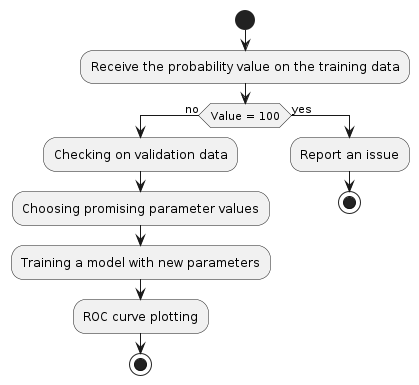 Receive the probability value on the training data
no
Value = 100
yes
Checking on validation data
Report an issue
Choosing promising parameter values
Training a model with new parameters
ROC curve plotting